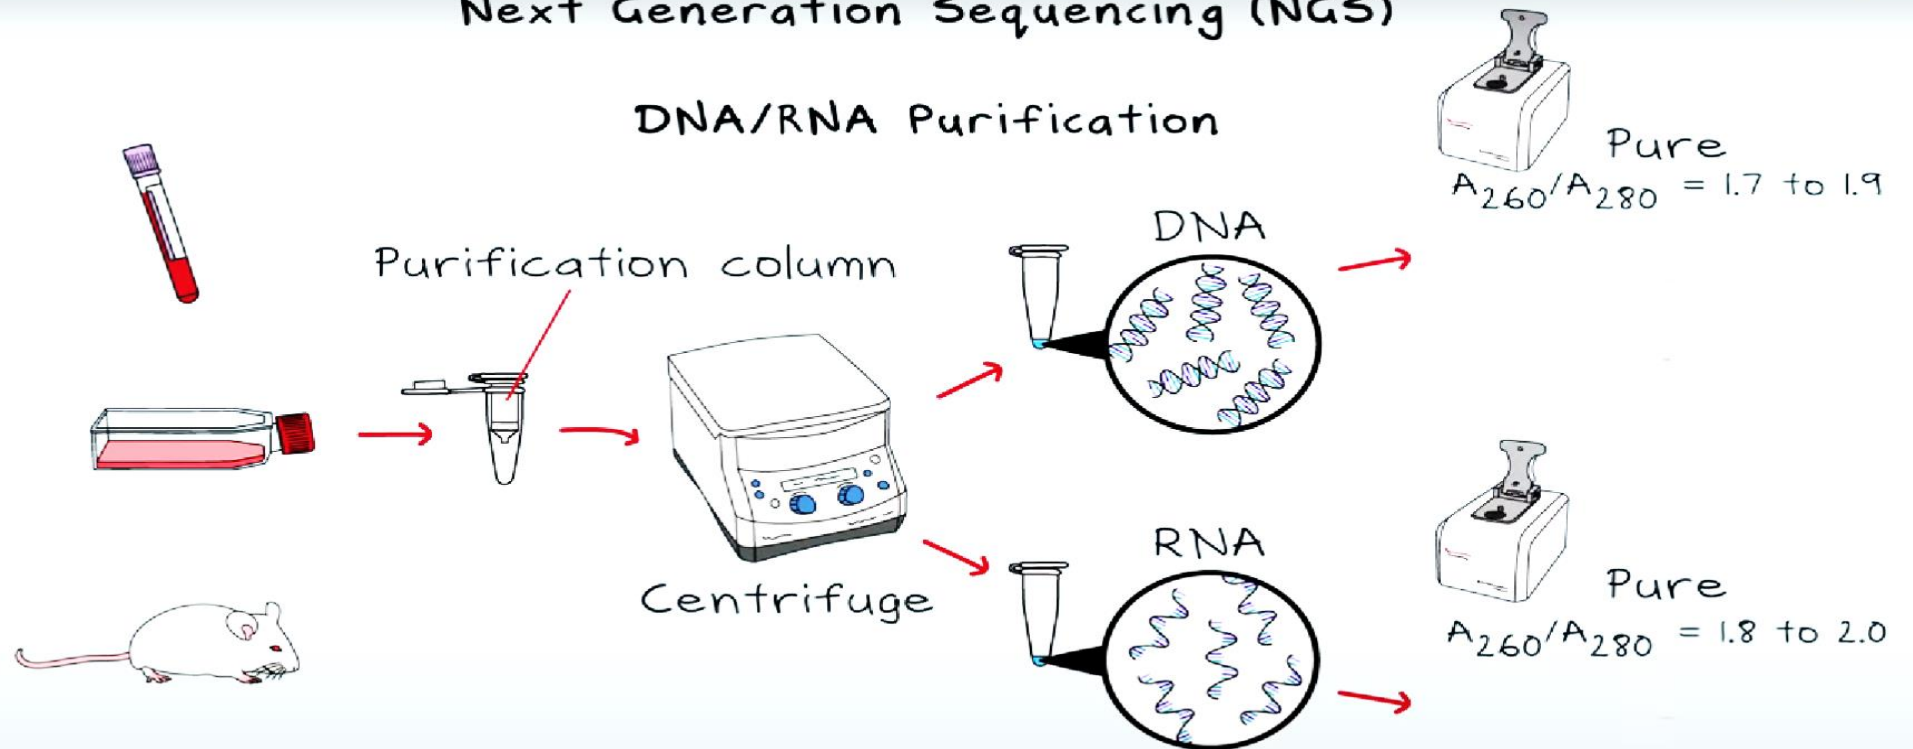 Next Generation Sequencing (NGS)
DNA/RNA Purification
Pure
A260/A280 = 1.7 to 1.9
DNA
Purification column
Centrifuge
RNA
Pure
A260/A280 = 1.8 to 2.0